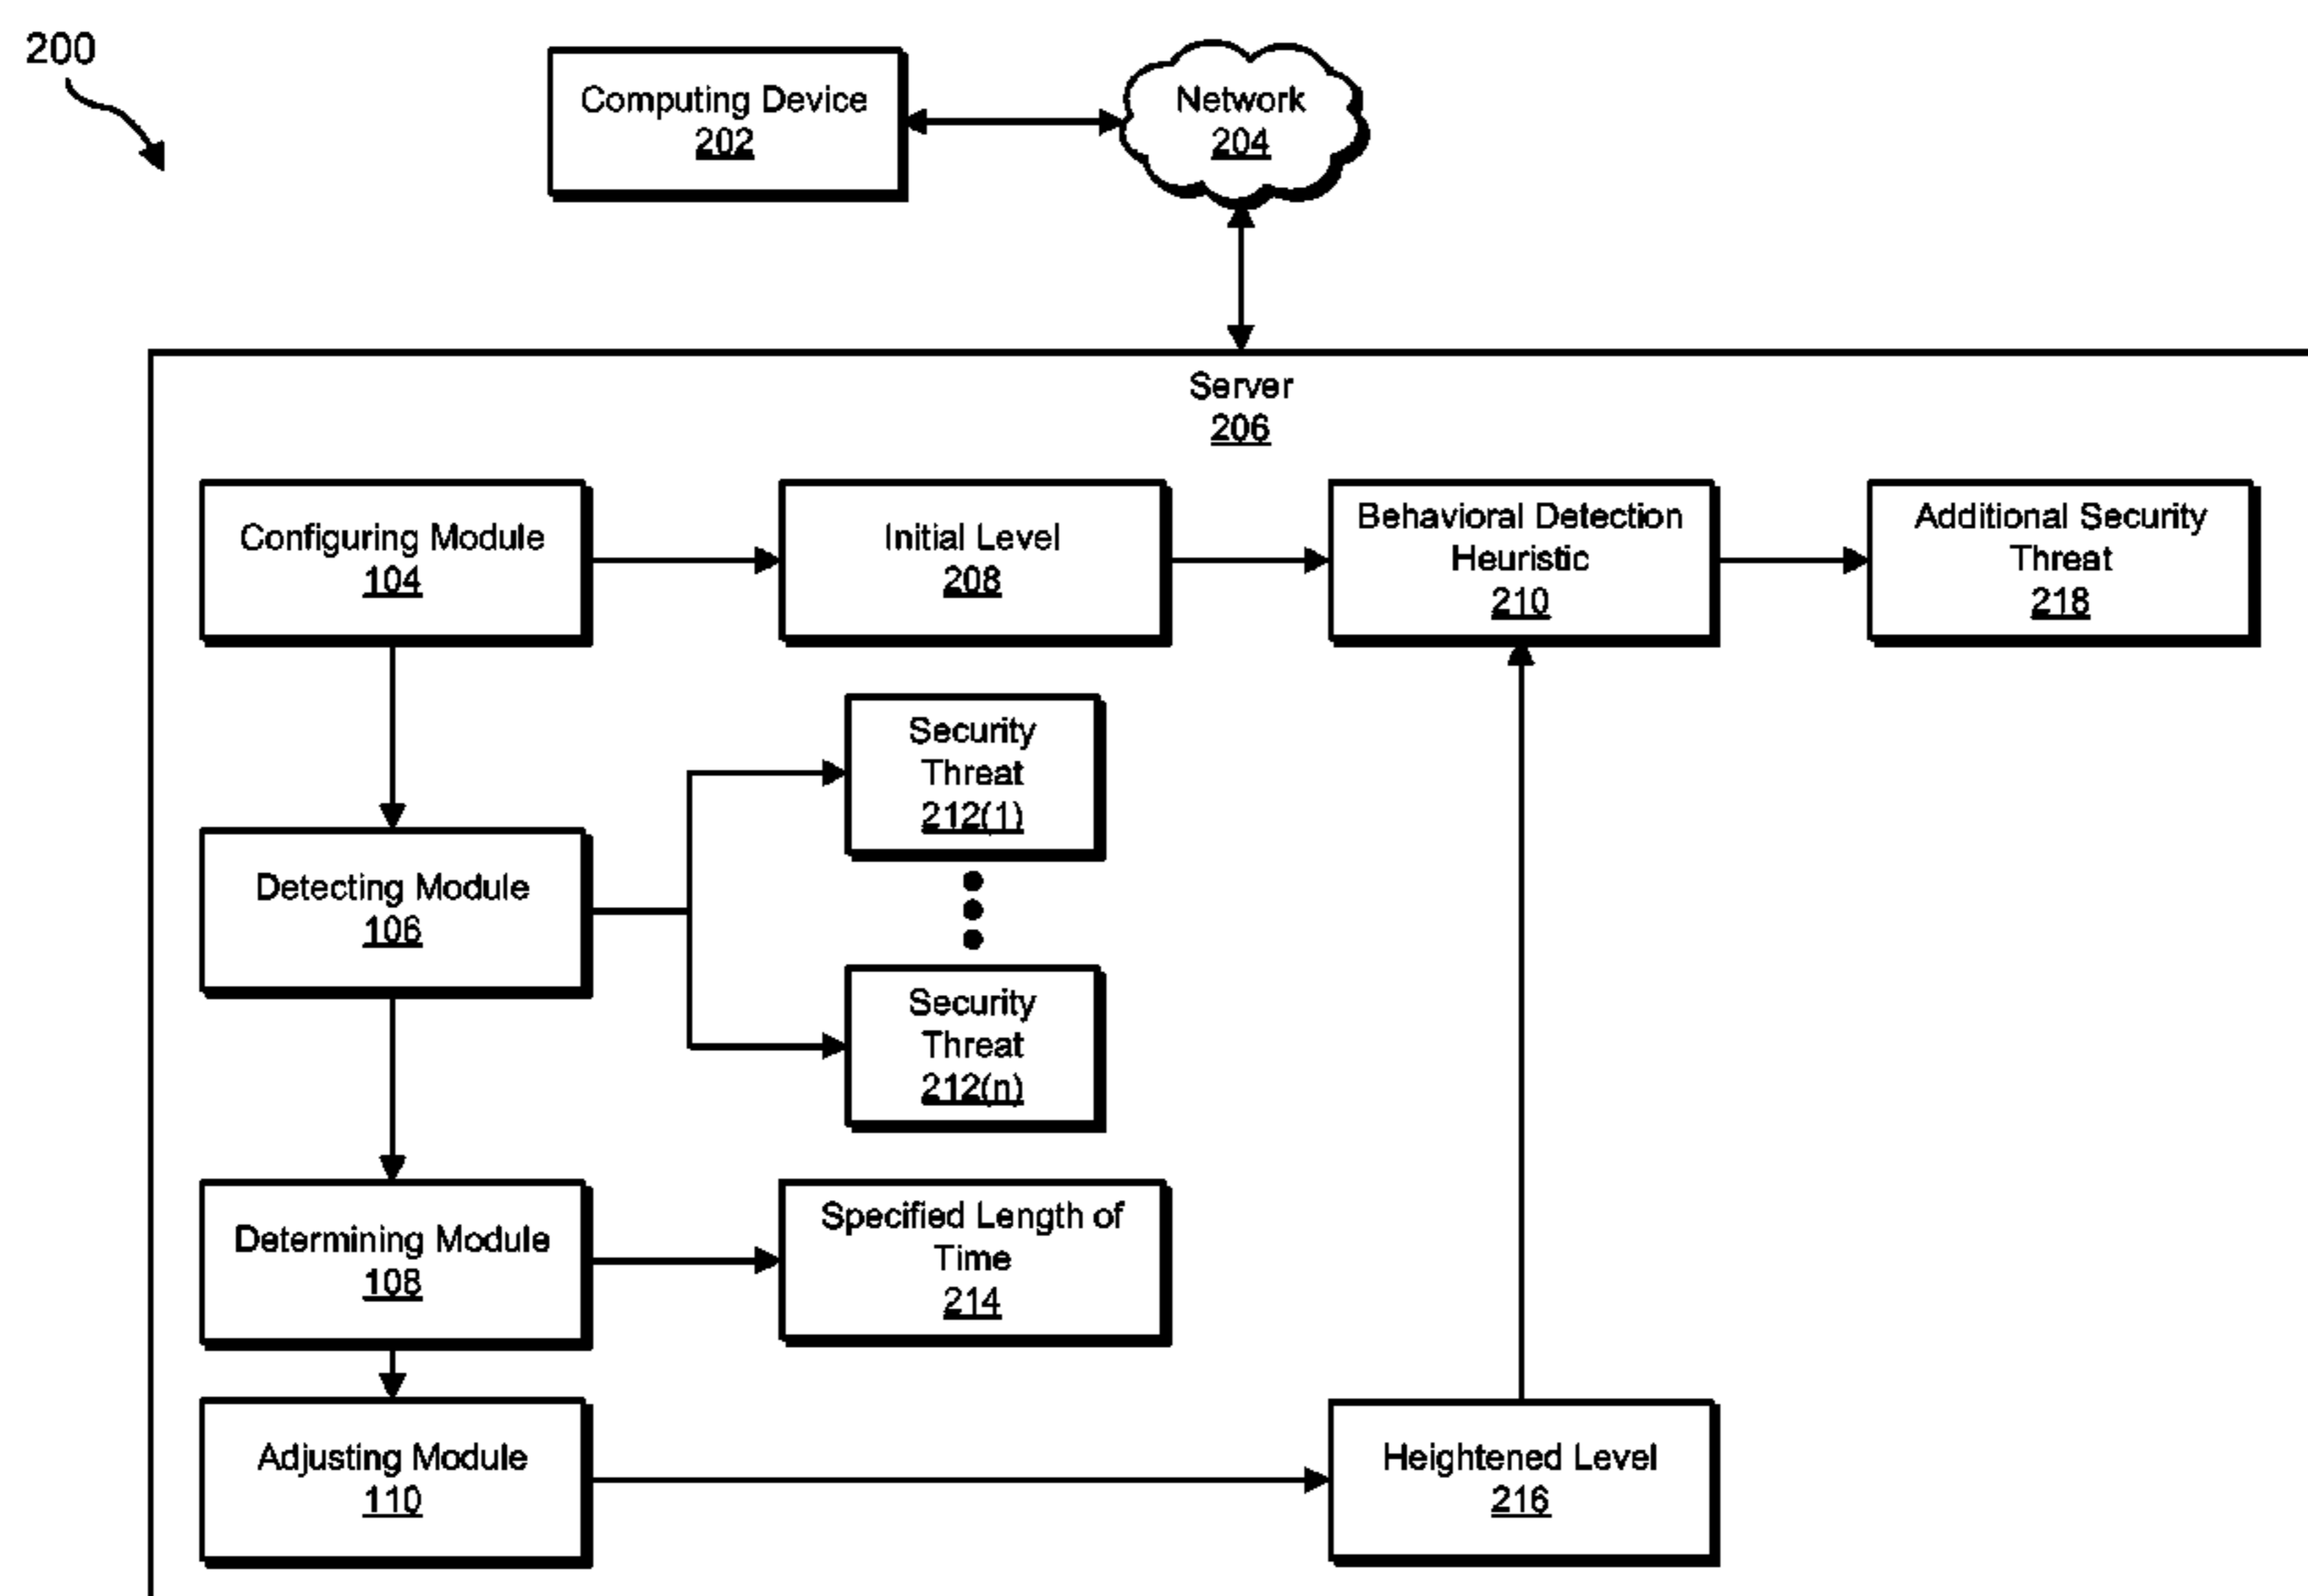 200
Computing Device
202
Network
204
Server
206
Configuring Module
104
Initial Level
208
Behavioral Detection
Heuristic
210
Additional Security
Threat
218
Security
Threat
212(1)
Detecting Module
106
Security
Threat
212(n)
Determining Module
108
Specified Length of
Time
214
Adjusting Module
110
Heightened Level
216